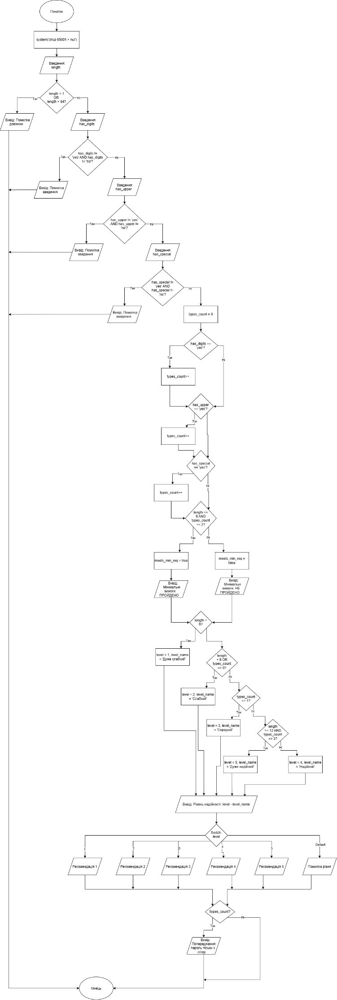 Початок
system('chcp 65001 > nul')
Введення:
length
length < 1
OR
length > 64?
Так
Ні
Вивід: Помилка
довжини
Введення:
has_digits
has_digits !=
'yes' AND has_digits
!= 'no'?
Так
Ні
Вивід: Помилка
введення
Введення:
has_upper
has_upper != 'yes'
AND has_upper !=
'no'?
Так
Ні
Вивід: Помилка
введення
Введення:
has_special
has_special !=
'yes' AND
has_special !=
'no'?
Так
Ні
Вивід: Помилка
введення
types_count = 0
has_digits ==
'yes'?
Так
Ні
types_count++
has_upper
== 'yes'?
Так
types_count++
has_special
== 'yes'?
Так
Ні
types_count++
length >=
8 AND
types_count
>= 2?
Так
Ні
meets_min_req = true
meets_min_req =
false
Вивід:
Мінімальні
вимоги:
ПРОЙДЕНО
Вивід:
Мінімальні
вимоги: НЕ
ПРОЙДЕНО
length <
6?
Так
level = 1, level_name
= 'Дуже слабкий'
length
< 8 OR
types_count
== 0?
Так
Ні
level = 2, level_name
= 'Слабкий'
types_count
== 1?
Так
Ні
level = 3, level_name
= 'Середній'
length
>= 12 AND
types_count
== 3?
Так
Ні
level = 5, level_name
= 'Дуже надійний'
level = 4, level_name
= 'Надійний'
Вивід: Рівень надійності: level - level_name
Switch:
level
1
2
3
4
5
Default
Рекомендація 1
Рекомендація 2
Рекомендація 3
Рекомендація 4
Рекомендація 5
Помилка рівня
!types_count?
Так
Ні
Вивід:
Попередження:
пароль тільки з
літер
Кінець